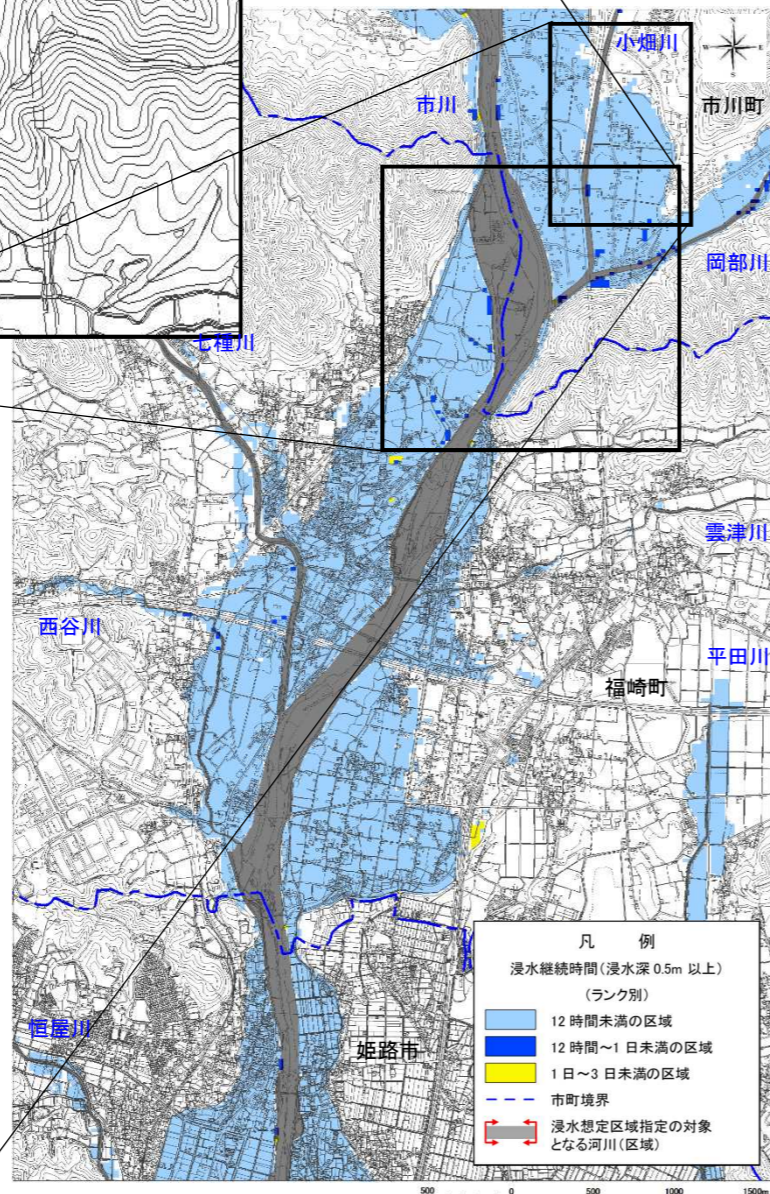 小畑川
N
W E
S
市川
市川町
岡部川
七種川
雲津川
西谷川
平田川
福崎町
恒屋川
姫路市
凡 例
浸水継続時間(浸水深 0.5m 以上)
(ランク別)
12 時間未満の区域
12 時間~1 日未満の区域
1 日~3 日未満の区域
市町境界
浸水想定区域指定の対象
となる河川(区域)
500 0 500 1000 1500m